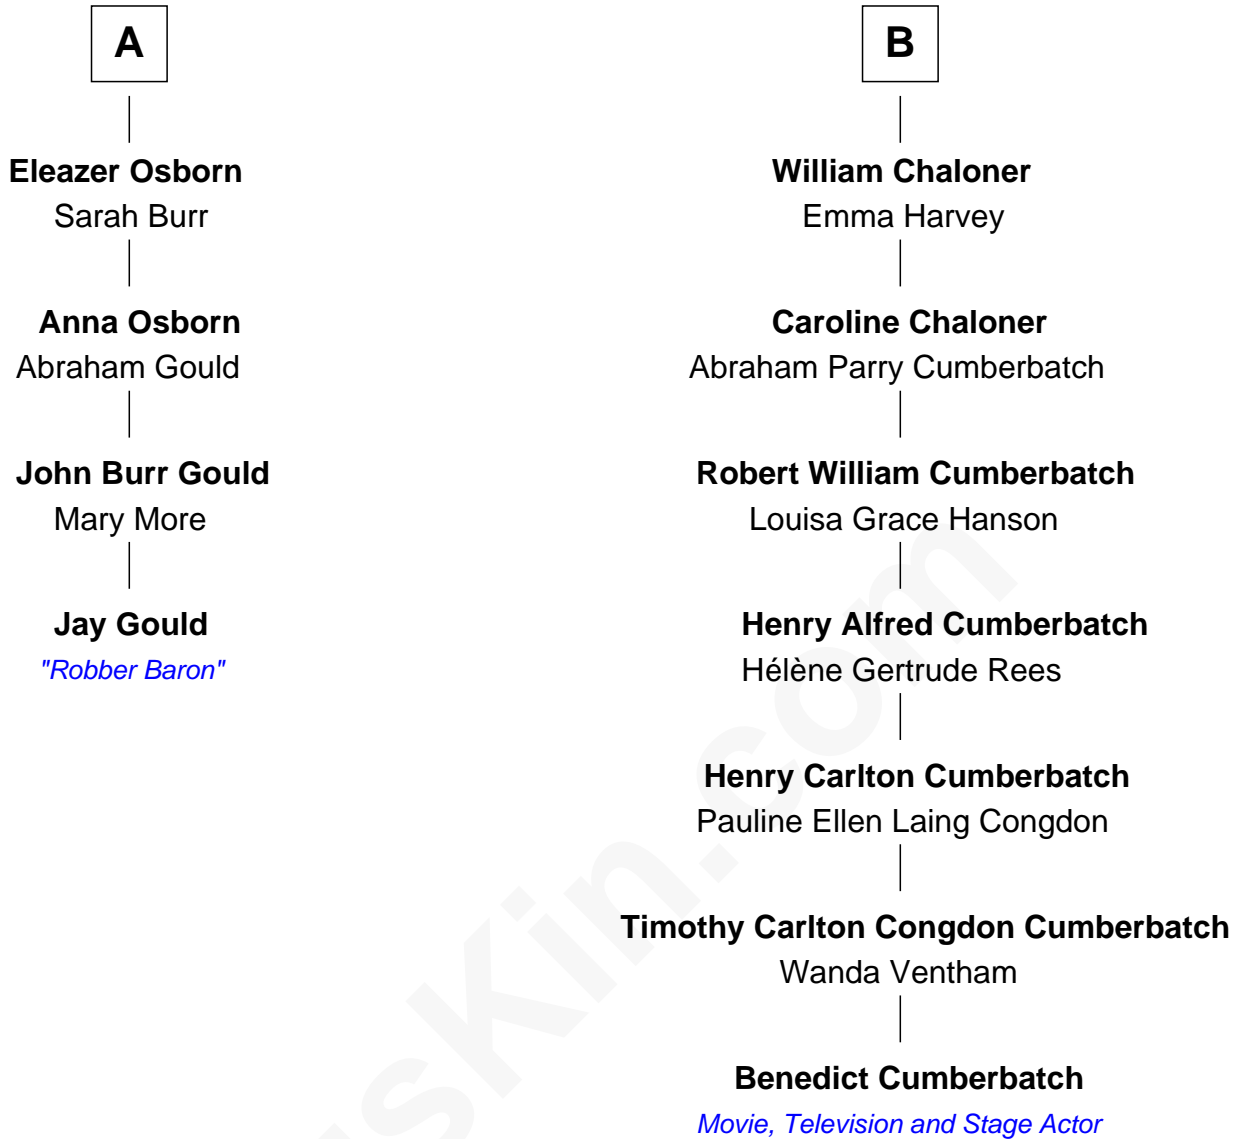 A
Eleazer Osborn
Sarah Burr
Anna Osborn
Abraham Gould
John Burr Gould
Mary More
Jay Gould
"Robber Baron"
B
William Chaloner
Emma Harvey
Caroline Chaloner
Abraham Parry Cumberbatch
Robert William Cumberbatch
Louisa Grace Hanson
Henry Alfred Cumberbatch
Hélène Gertrude Rees
Henry Carlton Cumberbatch
Pauline Ellen Laing Congdon
Timothy Carlton Congdon Cumberbatch
Wanda Ventham
Benedict Cumberbatch
Movie, Television and Stage Actor
sKin.com